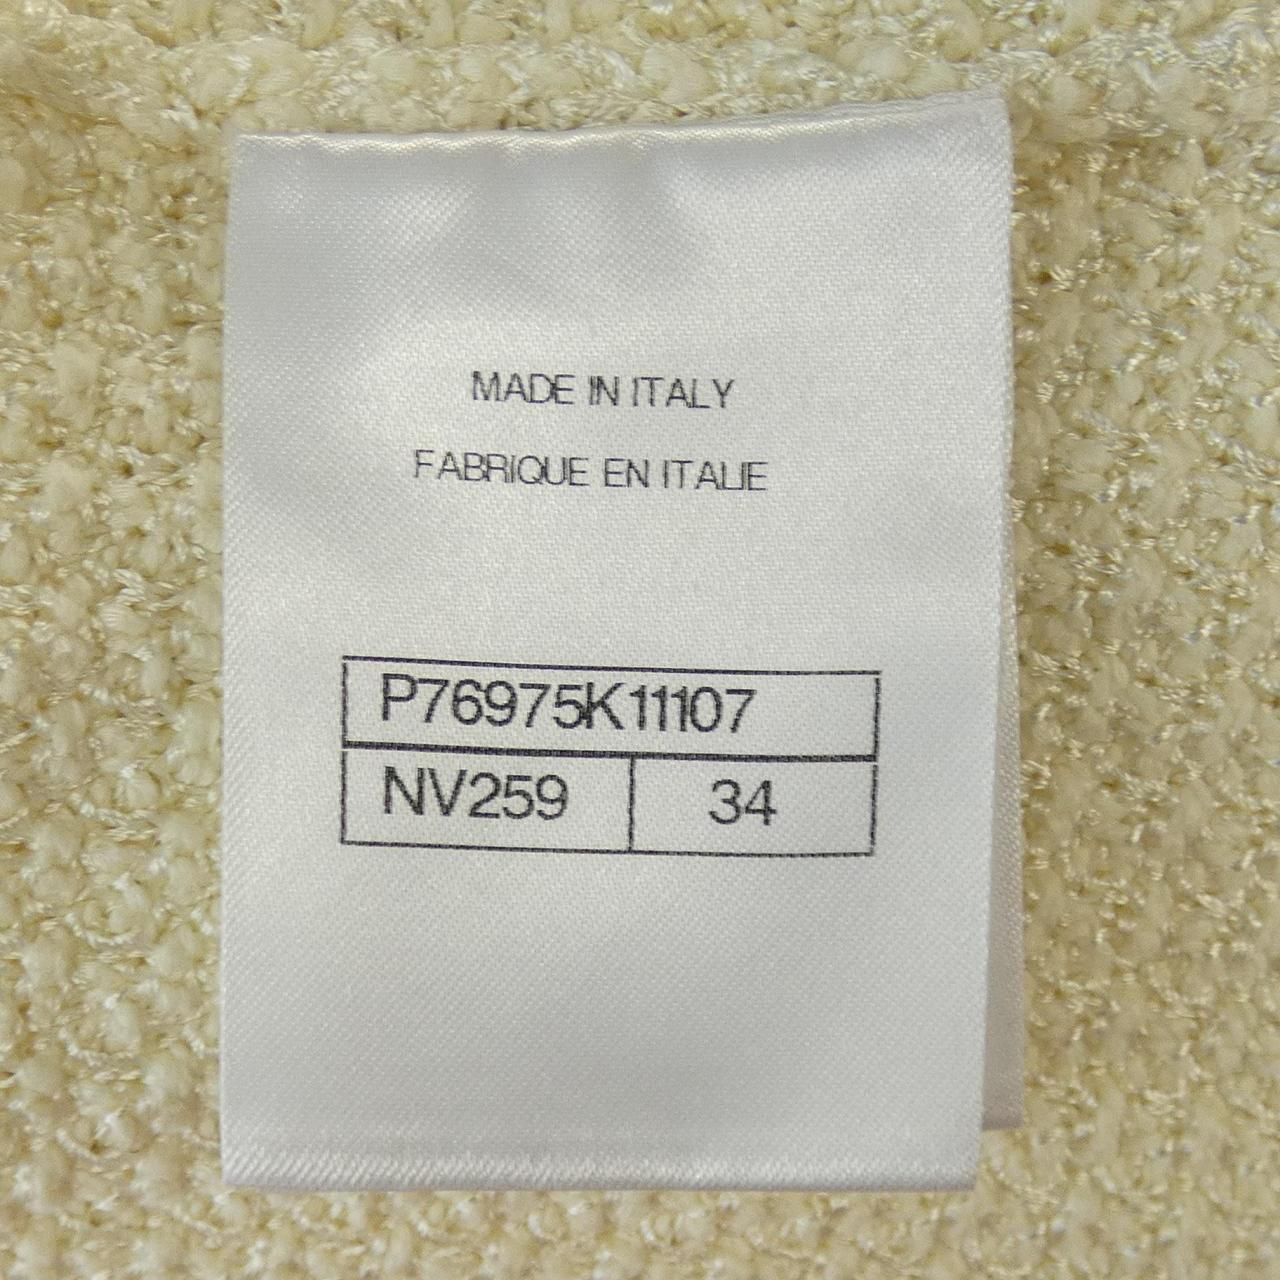 MADE IN ITALY
FABRIQUE EN ITALIE
P76975K11107
NV259 34